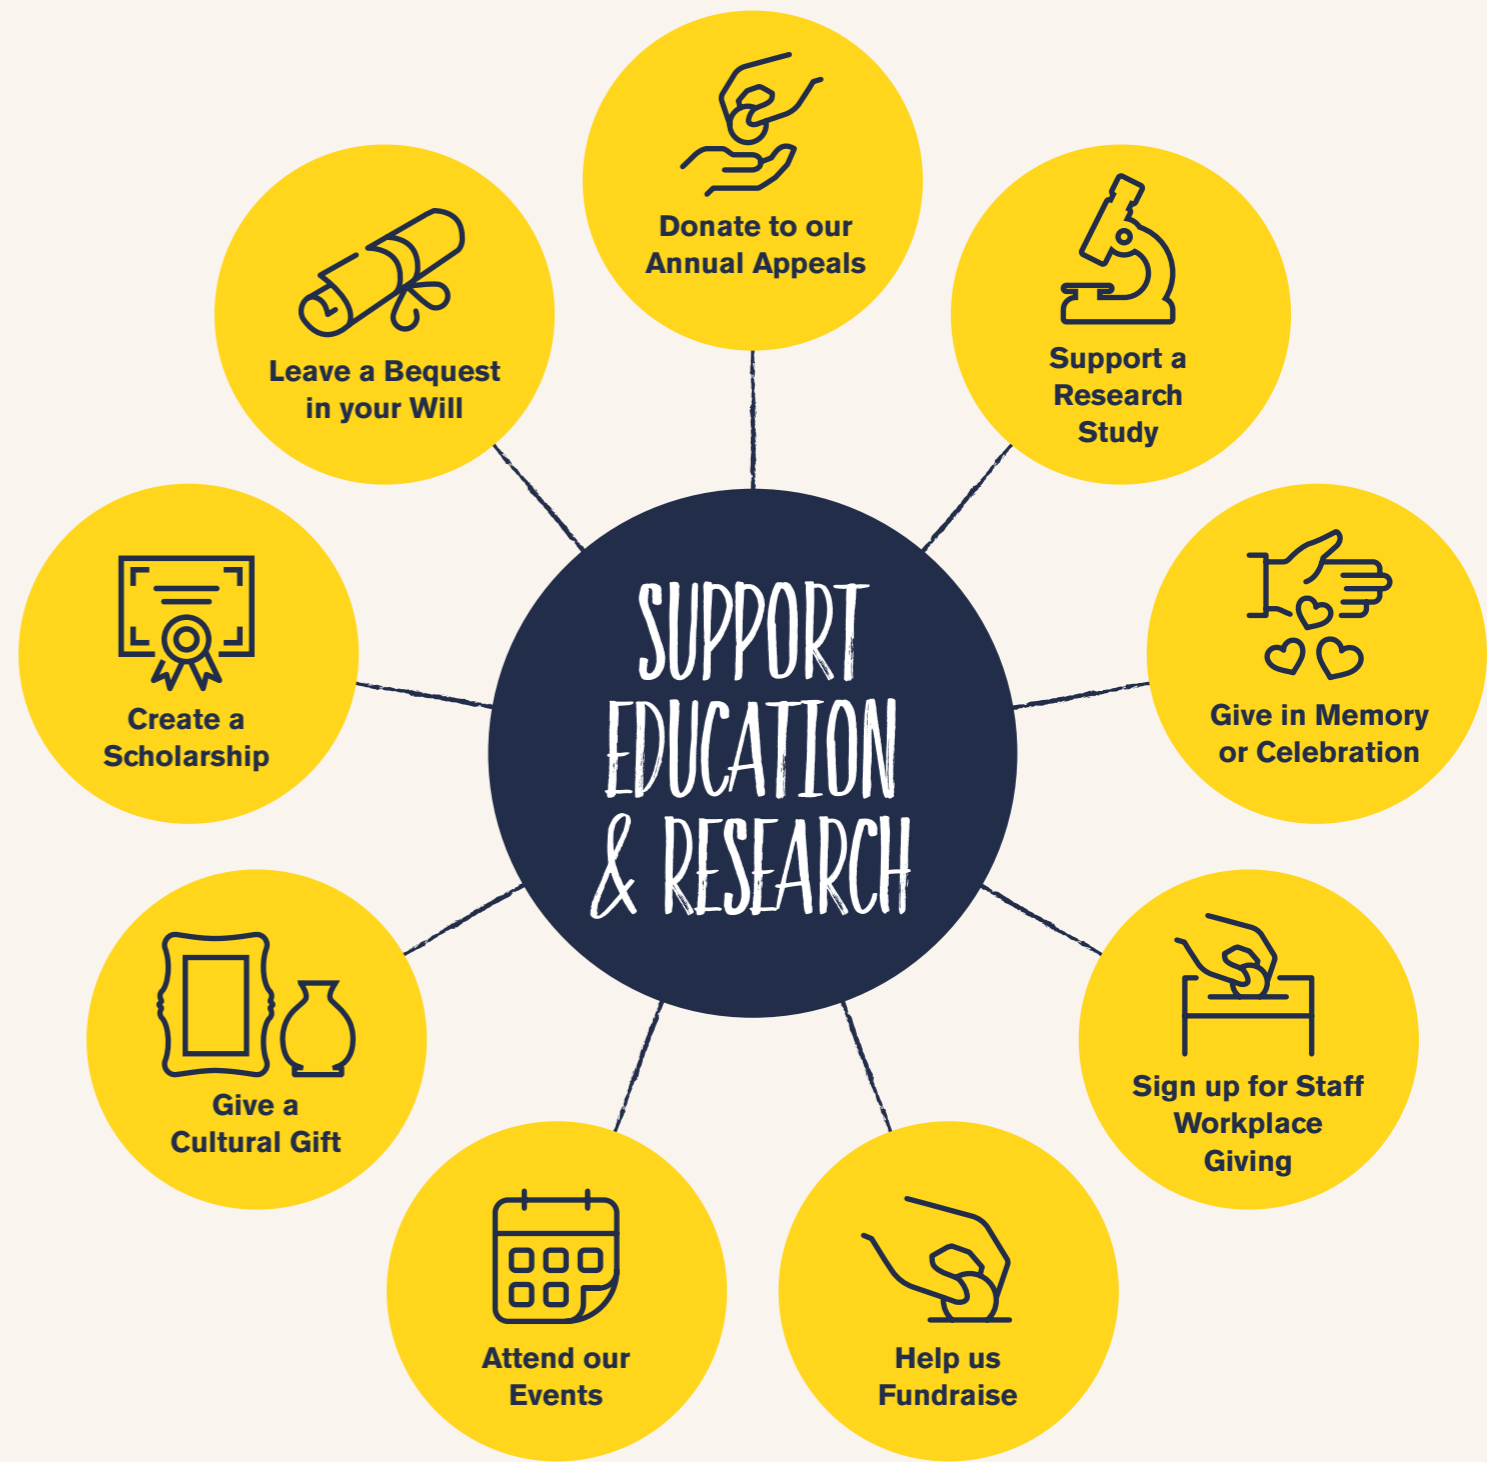 Donate to our
Annual Appeals
Support a
Research
Study
Give in Memory
or Celebration
Sign up for Staff
Workplace
Giving
Help us
Fundraise
Attend our
Events
Give a
Cultural Gift
Create a
Scholarship
Leave a Bequest
in your Will
SUPPORT
EDUCATION
& RESEARCH